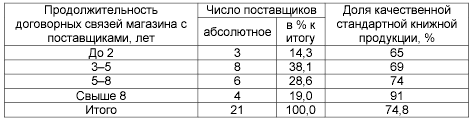 Продолжительность договорных связей магазина с поставщиками, лет
Число поставщиков
Доля качественной стандартной книжной продукции, %
абсолютное
в % к итогу
До 2 3 14,3 65
3–5 8 38,1 69
5–8 6 28,6 74
Свыше 8 4 19,0 91
Итого 21 100,0 74,8